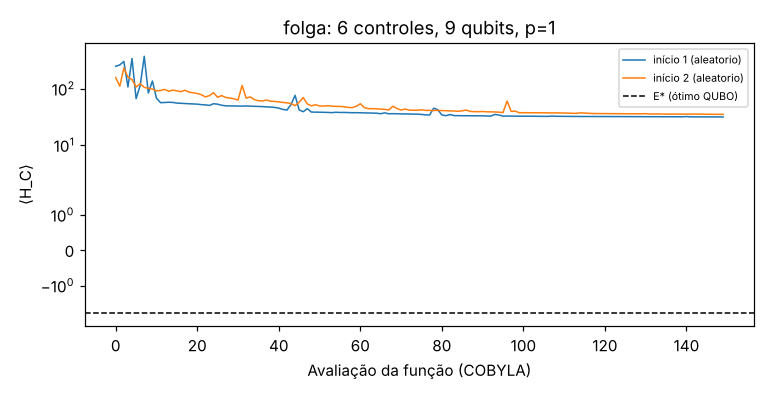 folga: 6 controles, 9 qubits, p=1
início 1 (aleatorio)
início 2 (aleatorio)
E* (ótimo QUBO)
⟨H_C⟩
10²
10¹
10⁰
0
−10⁰
0 20 40 60 80 100 120 140
Avaliação da função (COBYLA)